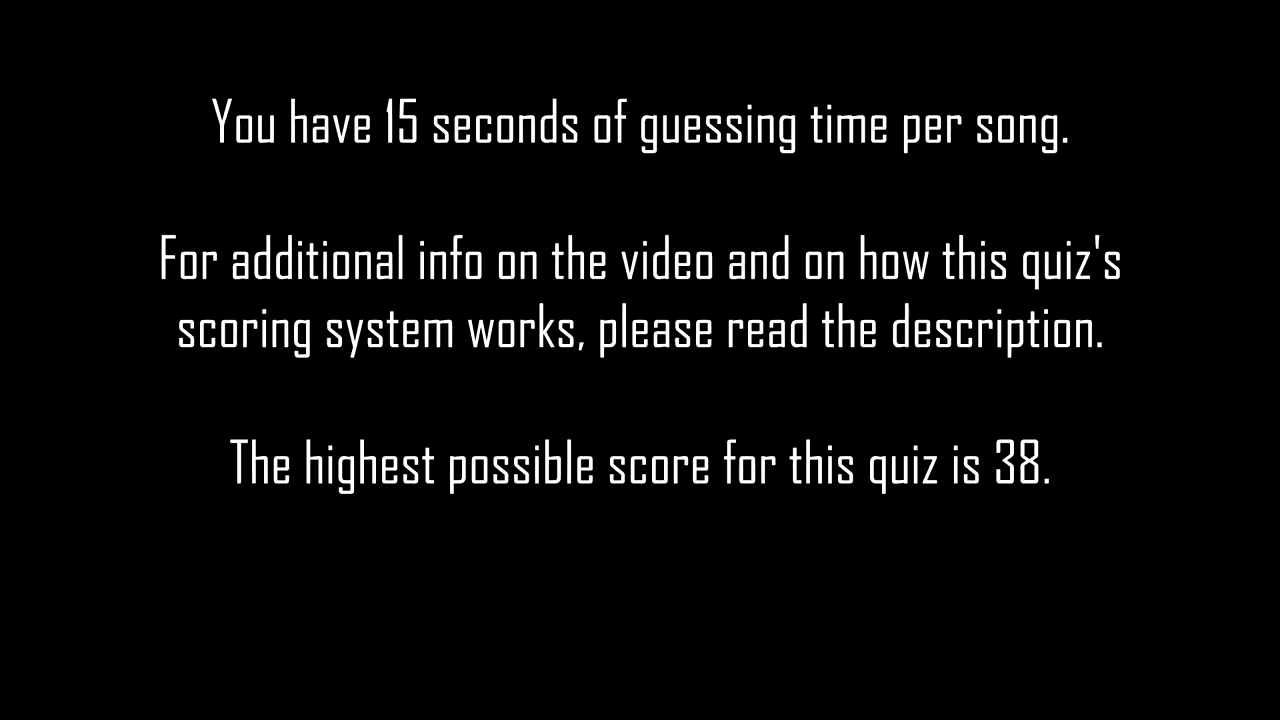 You have 15 seconds of guessing time per song.
For additional info on the video and on how this quiz's
scoring system works, please read the description.
The highest possible score for this quiz is 38.